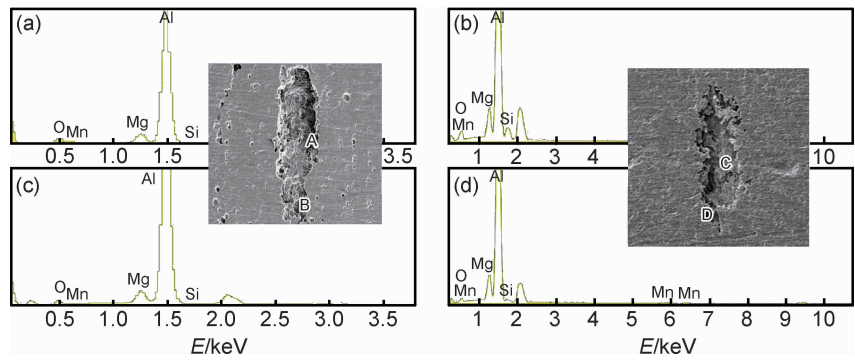 (a)
Al
O
Mn
Mg
Si
0.5
1.0
1.5
3.5
A
B
(b)
Al
Mg
O
Mn
Si
1
2
3
4
10
C
D
(c)
Al
O
Mn
Mg
Si
0.5
1.0
1.5
2.0
2.5
3.0
3.5
E/keV
(d)
Al
Mg
O
Mn
Si
Mn Mn
1
2
3
4
5
6
7
8
9
10
E/keV